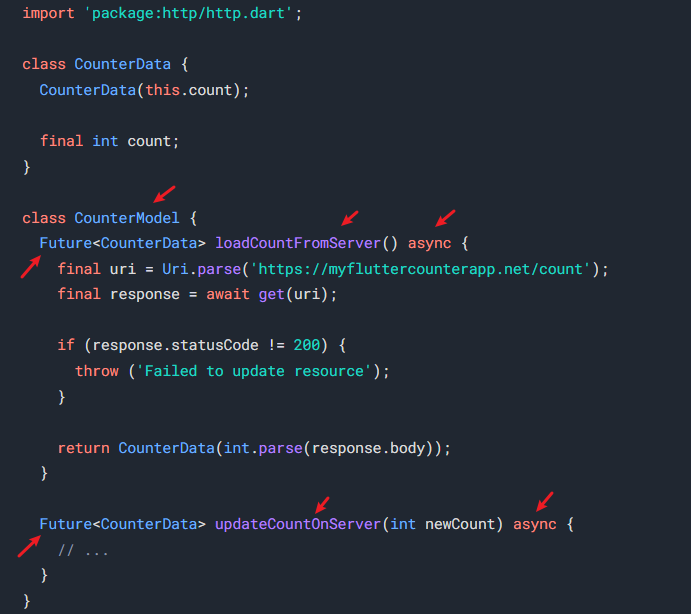 import 'package:http/http.dart';
class CounterData {
CounterData(this.count);
final int count;
}
class CounterModel {
Future<CounterData> loadCountFromServer() async {
final uri = Uri.parse('https://myfluttercounterapp.net/count');
final response = await get(uri);
if (response.statusCode != 200) {
throw ('Failed to update resource');
}
return CounterData(int.parse(response.body));
}
Future<CounterData> updateCountOnServer(int newCount) async {
// ...
}
}